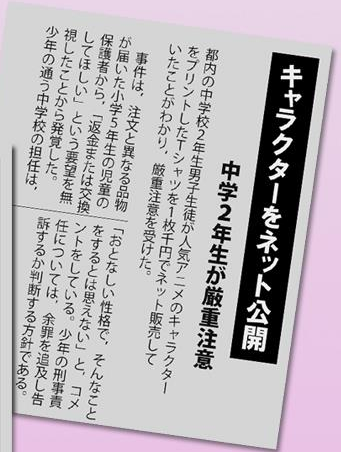 キャラクターをネット公開
中学2年生が厳重注意
都内の中学校2年生男子生徒が人気アニメのキャラクター
をプリントしたTシャツを1枚千円でネット販売して
いたことがわかり、厳重注意を受けた。
事件は、注文と異なる品物
が届いた小学5年生の児童の
保護者から、「返金または交換
してほしい」という要望を無
視したことから発覚した。
少年の通う中学校の担任は、
「おとなしい性格で、そんなこと
をするとは思えない」と、コメ
ントをしている。少年の刑事責
任については、余罪を追及し告
訴するか判断する方針である。